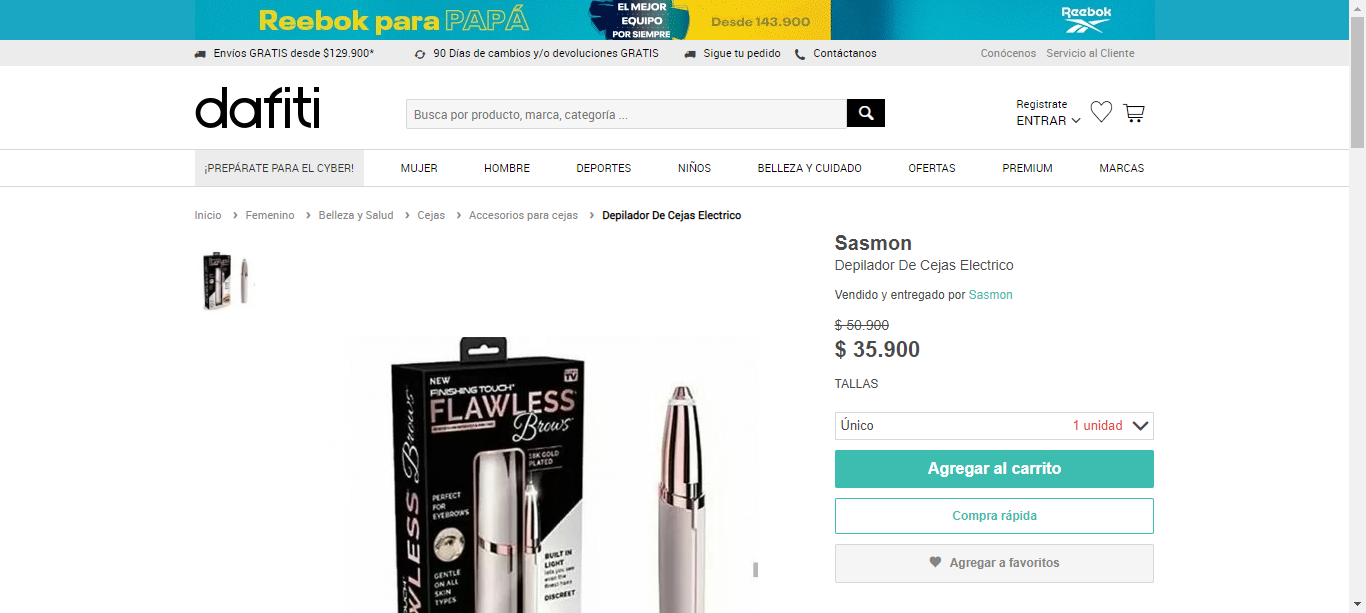 Reebok para PAPÁ
EL MEJOR
EQUIPO
POR SIEMPRE
Desde 143.900
Reebok
Envíos GRATIS desde $129.900*
90 Días de cambios y/o devoluciones GRATIS
Sigue tu pedido
Contáctanos
Conócenos
Servicio al Cliente
dafiti
Busca por producto, marca, categoría ...
Registrate
ENTRAR
¡PREPÁRATE PARA EL CYBER!
MUJER
HOMBRE
DEPORTES
NIÑOS
BELLEZA Y CUIDADO
OFERTAS
PREMIUM
MARCAS
Inicio › Femenino › Belleza y Salud › Cejas › Accesorios para cejas › Depilador De Cejas Electrico
Sasmon
Depilador De Cejas Electrico
Vendido y entregado por Sasmon
$ 50.900
$ 35.900
TALLAS
Único
1 unidad
Agregar al carrito
Compra rápida
Agregar a favoritos
NEW
FINISHING TOUCH
FLAWLESS
Brows
18K GOLD
PLATED
PERFECT
FOR
EYEBROWS
BUILT IN
LIGHT
GENTLE
ON ALL
SKIN
TYPES
DISCREET